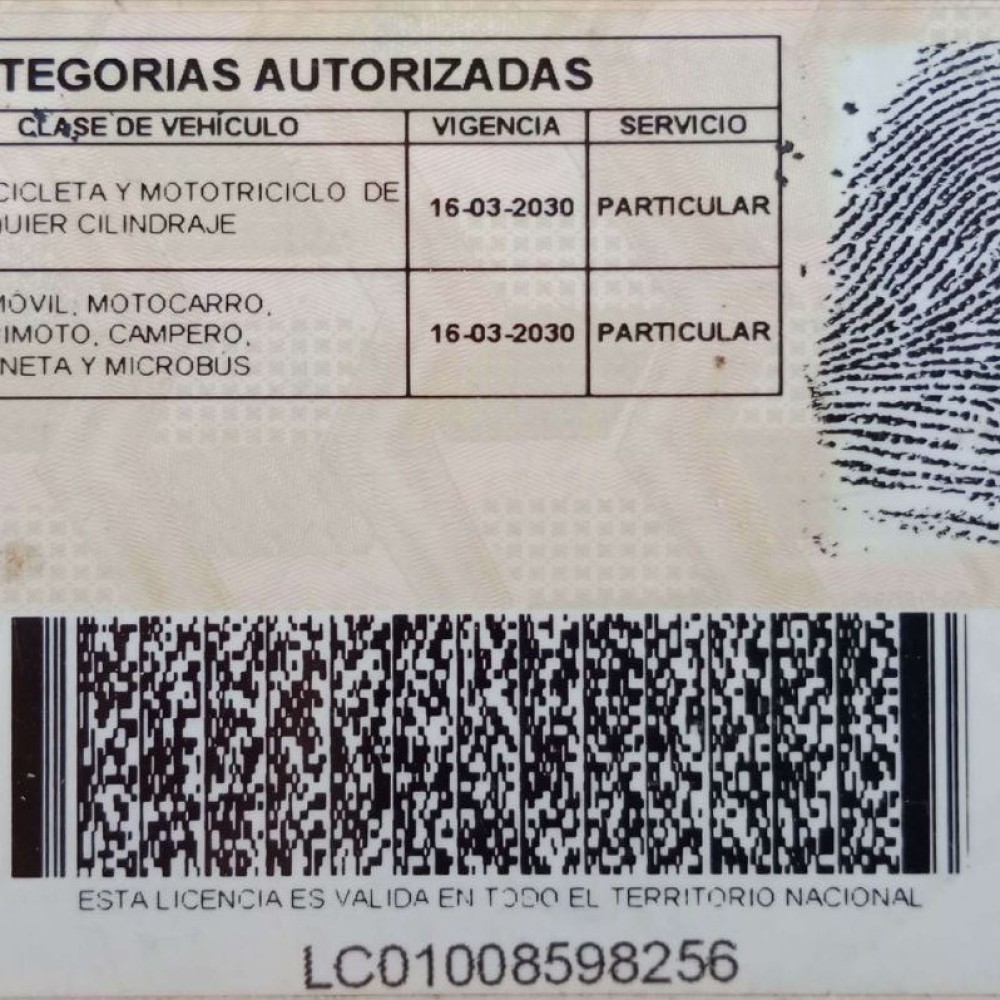 TEGORIAS AUTORIZADAS
CLASE DE VEHÍCULO VIGENCIA SERVICIO
CICLETA Y MOTOTRICICLO DE
UIER CILINDRAJE
16-03-2030 PARTICULAR
MÓVIL, MOTOCARRO,
IMOTO, CAMPERO,
NETA Y MICROBÚS
16-03-2030 PARTICULAR
ESTA LICENCIA ES VALIDA EN TODO EL TERRITORIO NACIONAL
LC01008598256